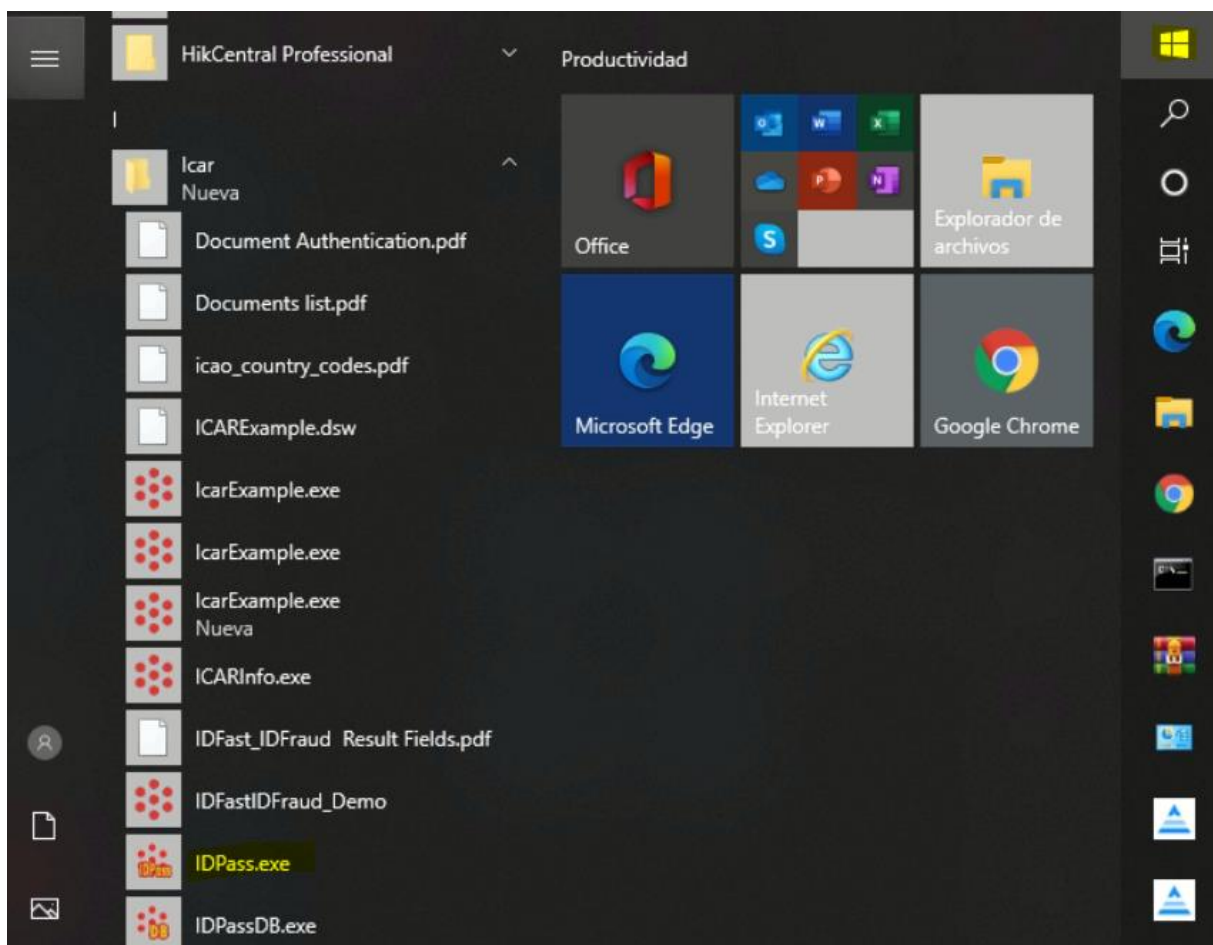 HikCentral Professional
I
Icar
Nueva
Document Authentication.pdf
Documents list.pdf
icao_country_codes.pdf
ICARExample.dsw
IcarExample.exe
IcarExample.exe
IcarExample.exe
Nueva
ICARInfo.exe
IDFast_IDFraud Result Fields.pdf
IDFastIDFraud_Demo
IDPass.exe
IDPassDB.exe
Productividad
Office
Explorador de
archivos
Microsoft Edge
Internet
Explorer
Google Chrome